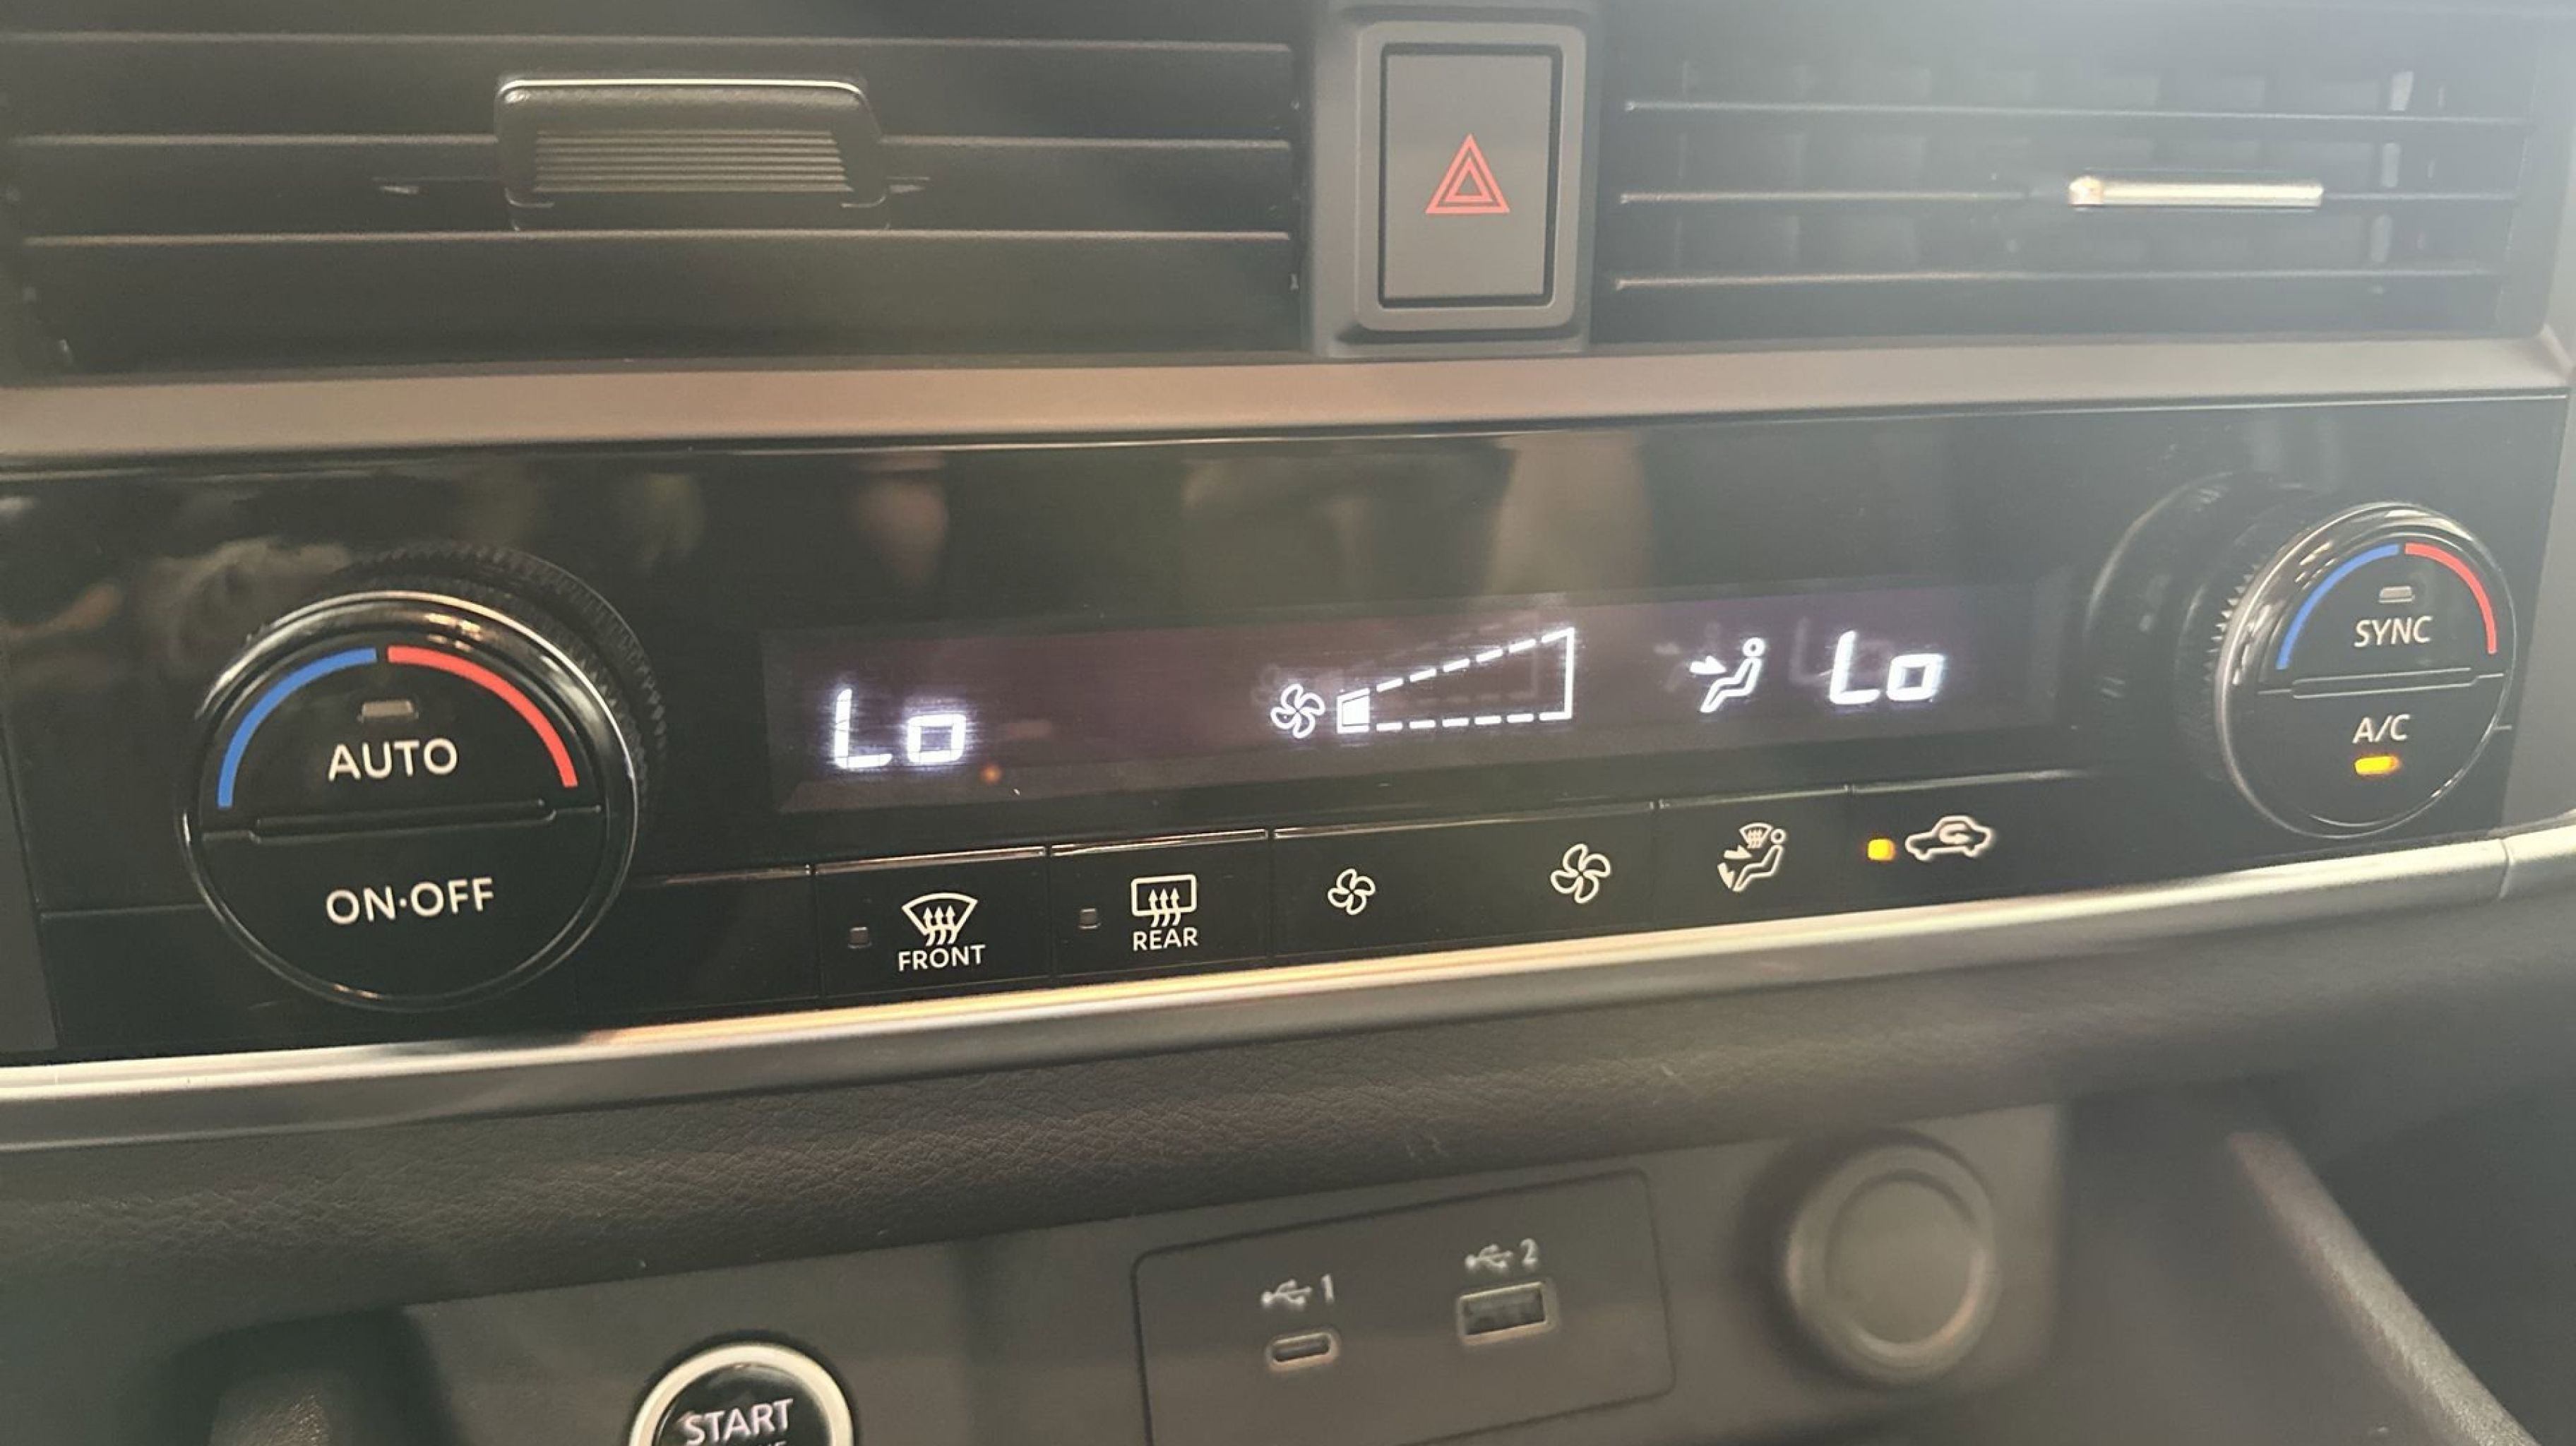 Lo
Lo
SYNC
A/C
AUTO
ON·OFF
FRONT
REAR
1
2
START